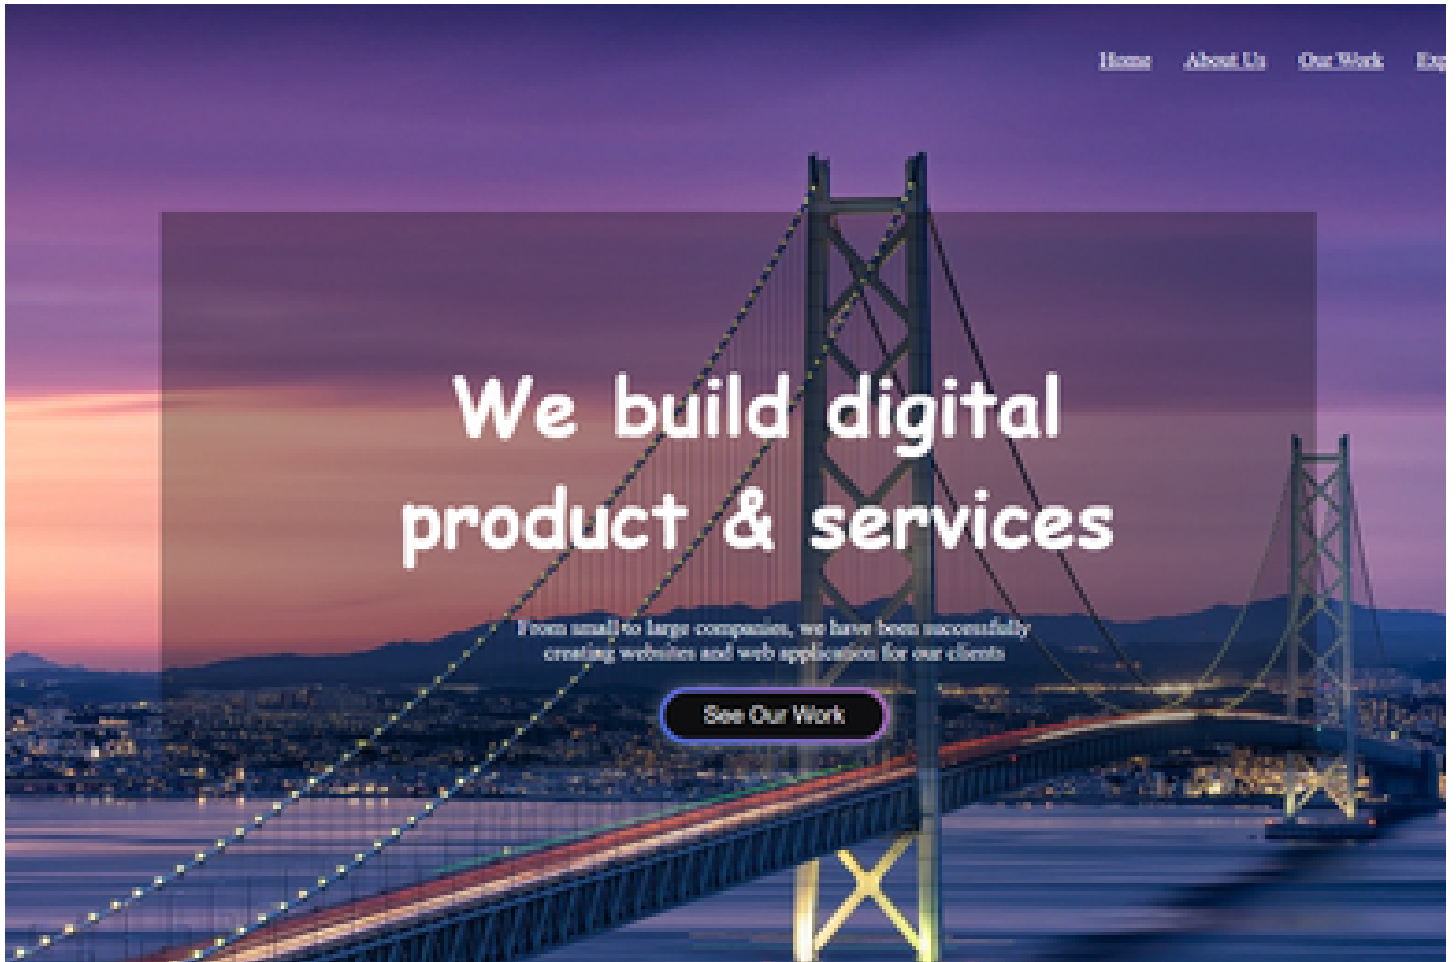 Home About Us Our Work
We build digital
product & services
From small to large companies, we have been successfully
creating websites and web application for our clients
See Our Work